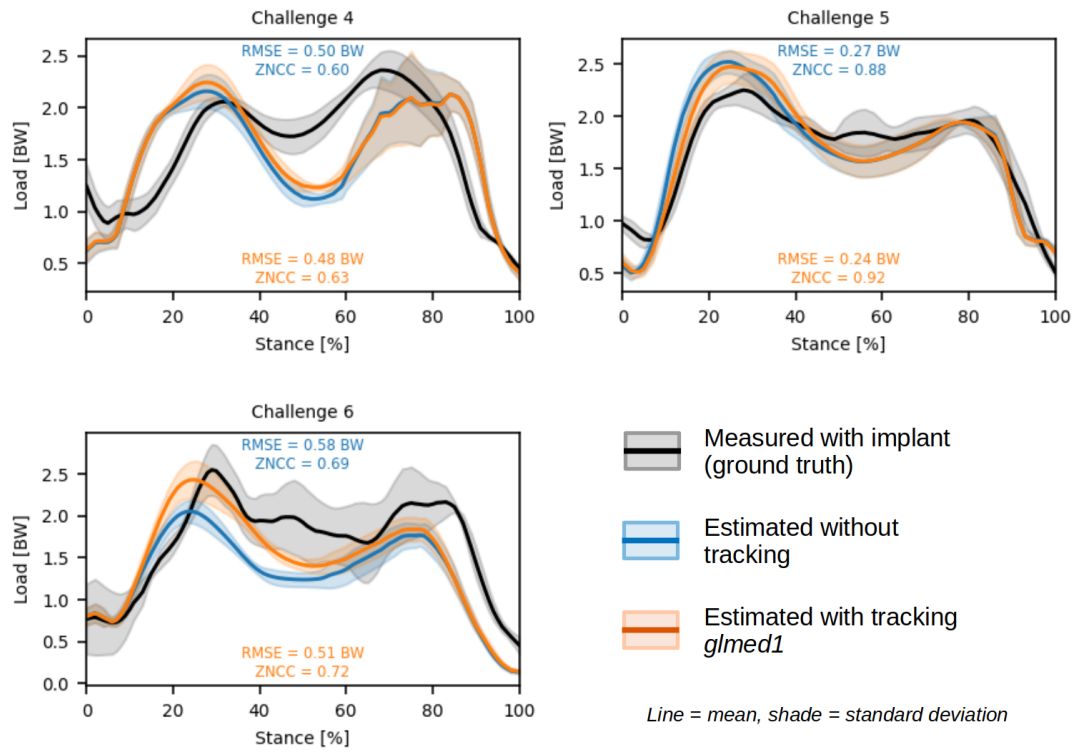 Challenge 4
RMSE = 0.50 BW
ZNCC = 0.60
2.5
2.0
1.5
1.0
0.5
Load [BW]
RMSE = 0.48 BW
ZNCC = 0.63
0
20
40
60
80
100
Stance [%]
Challenge 5
RMSE = 0.27 BW
ZNCC = 0.88
2.5
2.0
1.5
1.0
0.5
Load [BW]
RMSE = 0.24 BW
ZNCC = 0.92
0
20
40
60
80
100
Stance [%]
Challenge 6
RMSE = 0.58 BW
ZNCC = 0.69
2.5
2.0
1.5
1.0
0.5
0.0
Load [BW]
RMSE = 0.51 BW
ZNCC = 0.72
0
20
40
60
80
100
Stance [%]
Measured with implant
(ground truth)
Estimated without
tracking
Estimated with tracking
glmed1
Line = mean, shade = standard deviation